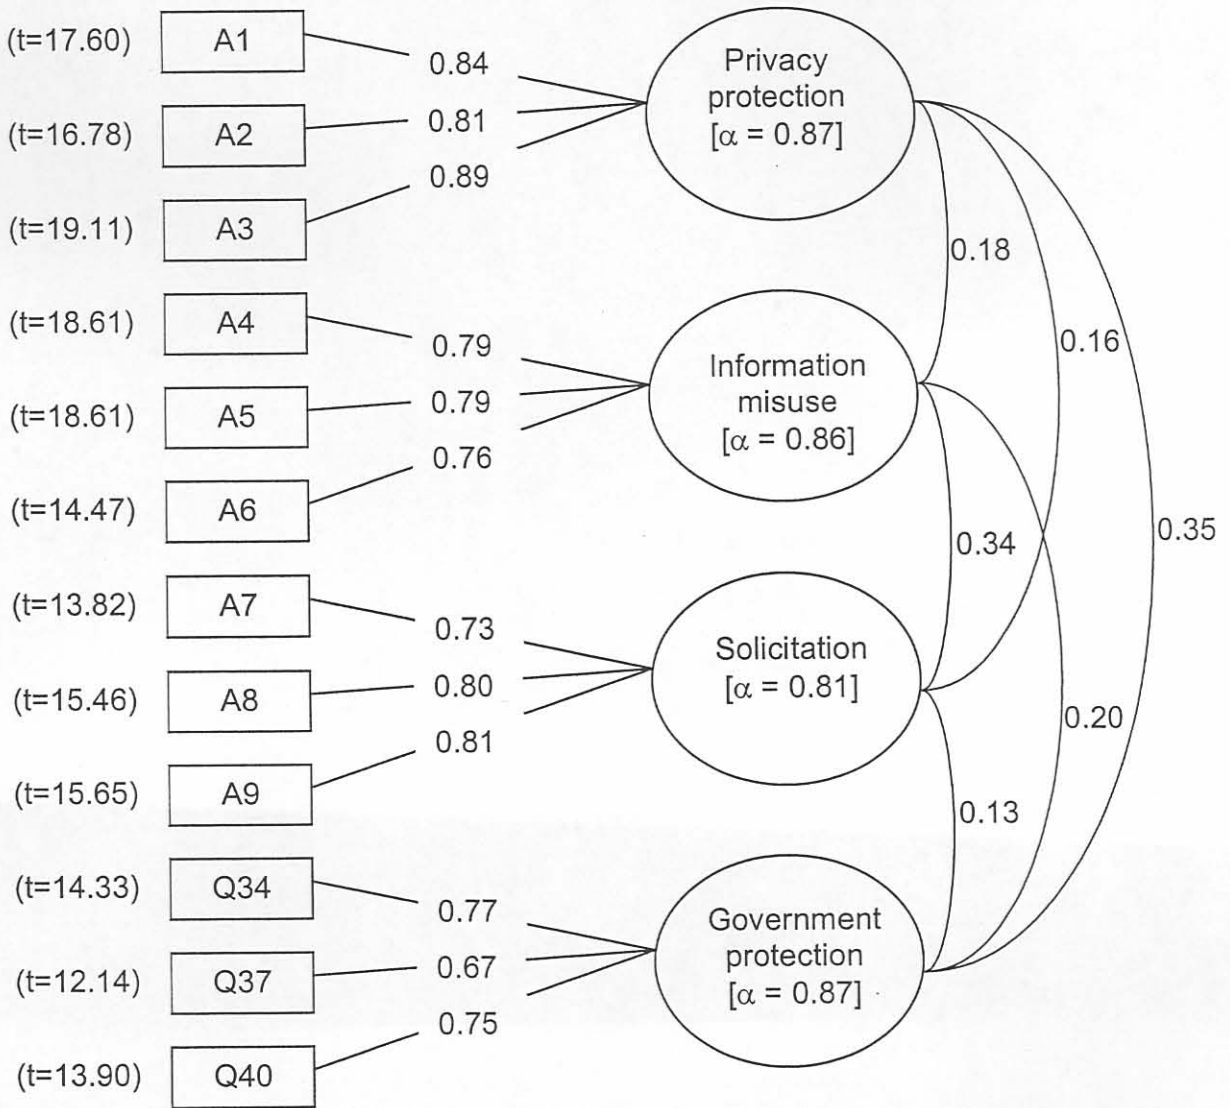 (t=17.60) A1 0.84
(t=16.78) A2 0.81
(t=19.11) A3 0.89
Privacy
protection
[α = 0.87]
0.18
(t=18.61) A4 0.79
(t=18.61) A5 0.79
(t=14.47) A6 0.76
Information
misuse
[α = 0.86]
0.16
0.34
0.35
(t=13.82) A7 0.73
(t=15.46) A8 0.80
(t=15.65) A9 0.81
Solicitation
[α = 0.81]
0.20
0.13
(t=14.33) Q34 0.77
(t=12.14) Q37 0.67
(t=13.90) Q40 0.75
Government
protection
[α = 0.87]